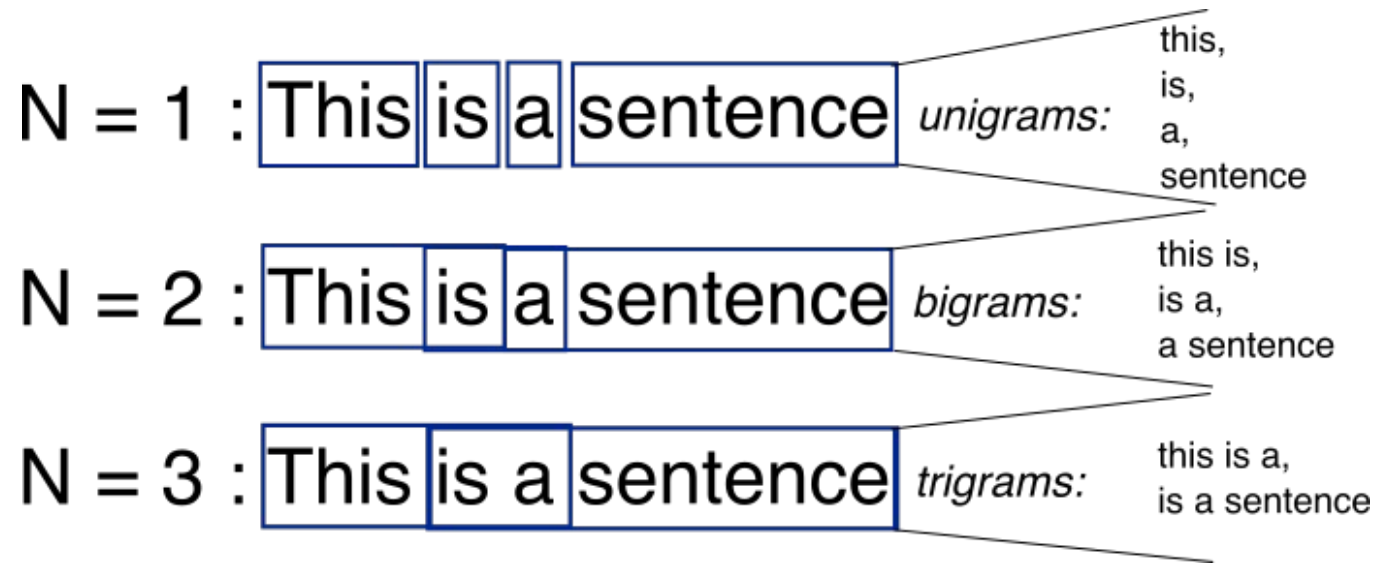 N = 1 : This is a sentence unigrams:
this,
is,
a,
sentence
N = 2 : This is a sentence bigrams:
this is,
is a,
a sentence
N = 3 : This is a sentence trigrams:
this is a,
is a sentence